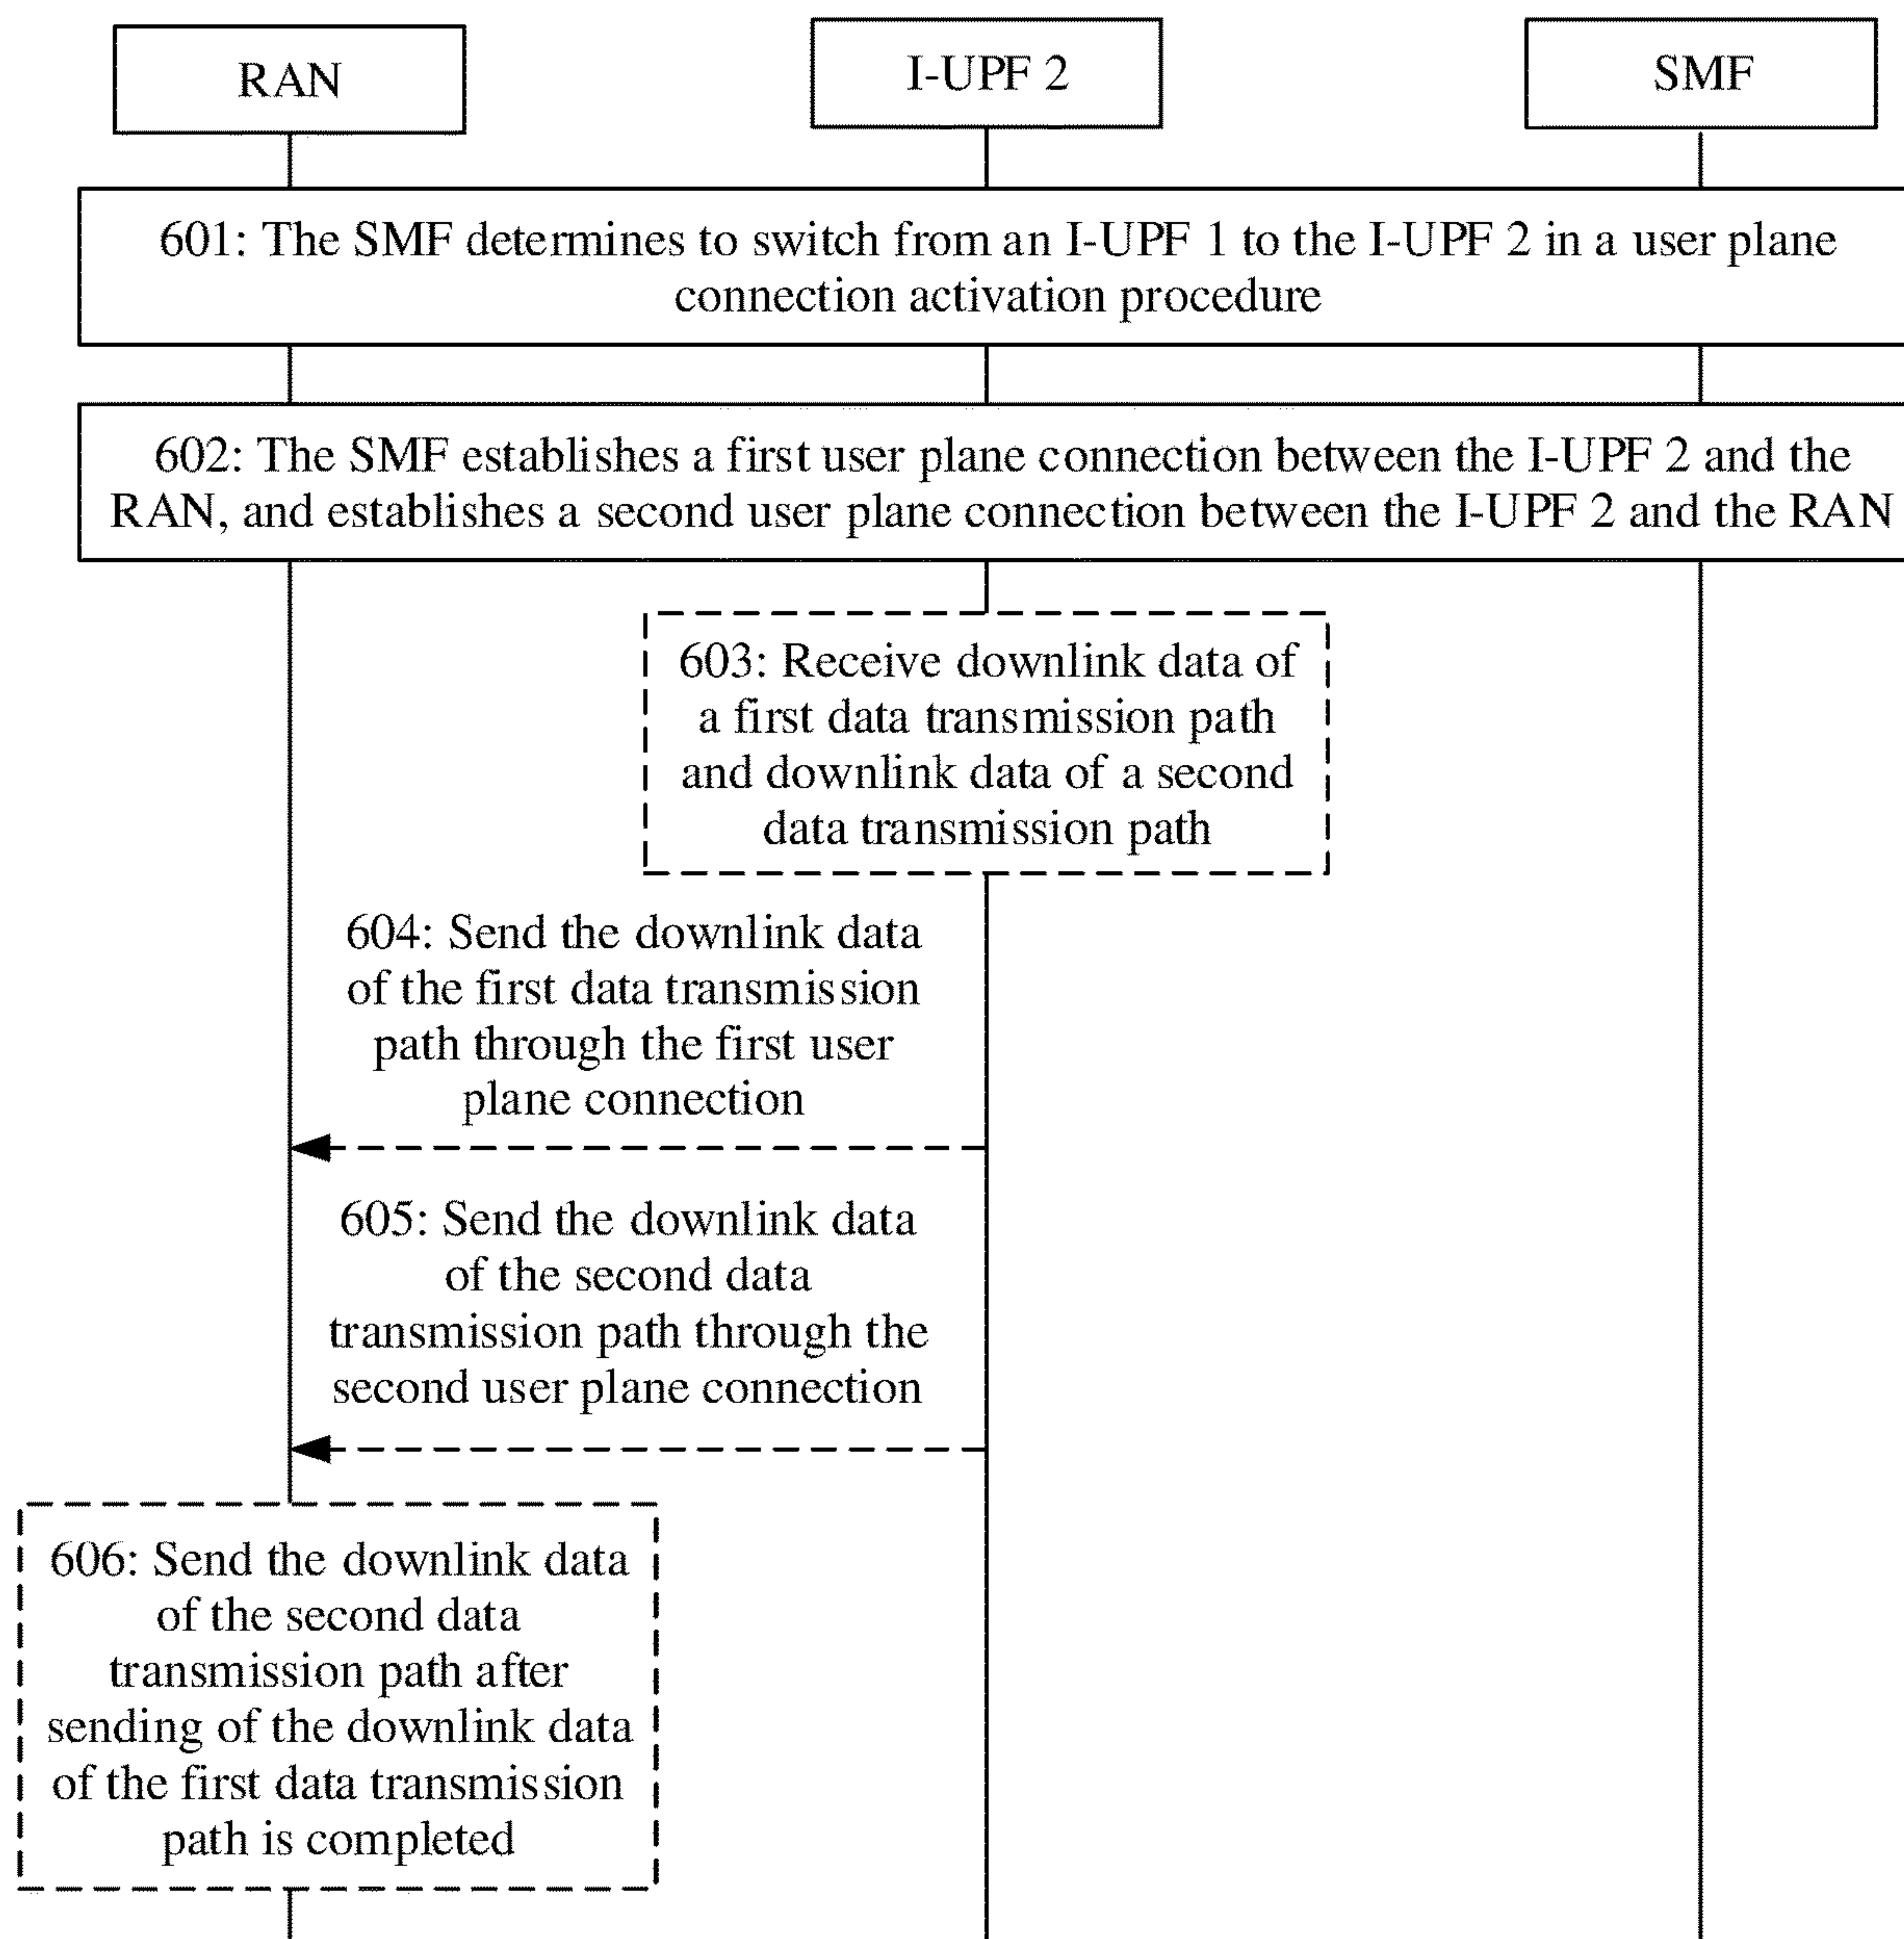 RAN
I-UPF 2
SMF
601: The SMF determines to switch from an I-UPF 1 to the I-UPF 2 in a user plane
connection activation procedure
602: The SMF establishes a first user plane connection between the I-UPF 2 and the
RAN, and establishes a second user plane connection between the I-UPF 2 and the RAN
603: Receive downlink data of
a first data transmission path
and downlink data of a second
data transmission path
604: Send the downlink data
of the first data transmission
path through the first user
plane connection
605: Send the downlink data
of the second data
transmission path through the
second user plane connection
606: Send the downlink data
of the second data
transmission path after
sending of the downlink data
of the first data transmission
path is completed